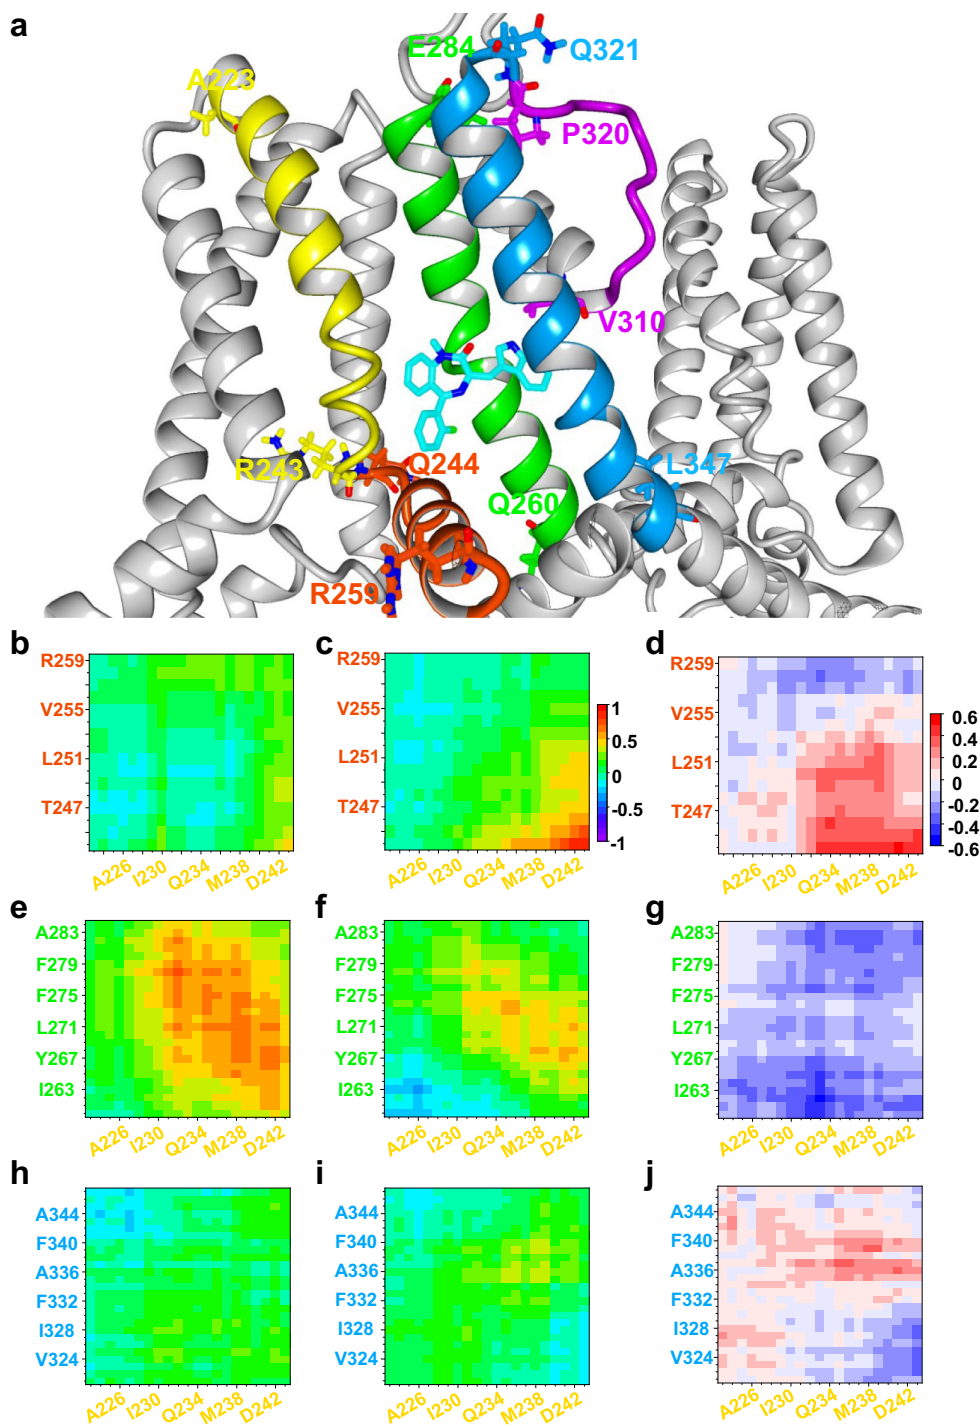 a
E284
Q321
A223
P320
V310
R243
Q244
L347
Q260
R259
b
R259
V255
L251
T247
A226 I230 Q234 M238 D242
c
R259
V255
L251
T247
A226 I230 Q234 M238 D242
1
0.5
0
-0.5
-1
d
R259
V255
L251
T247
A226 I230 Q234 M238 D242
0.6
0.4
0.2
0
-0.2
-0.4
-0.6
e
A283
F279
F275
L271
Y267
I263
A226 I230 Q234 M238 D242
f
A283
F279
F275
L271
Y267
I263
A226 I230 Q234 M238 D242
g
A283
F279
F275
L271
Y267
I263
A226 I230 Q234 M238 D242
h
A344
F340
A336
F332
I328
V324
A226 I230 Q234 M238 D242
i
A344
F340
A336
F332
I328
V324
A226 I230 Q234 M238 D242
j
A344
F340
A336
F332
I328
V324
A226 I230 Q234 M238 D242